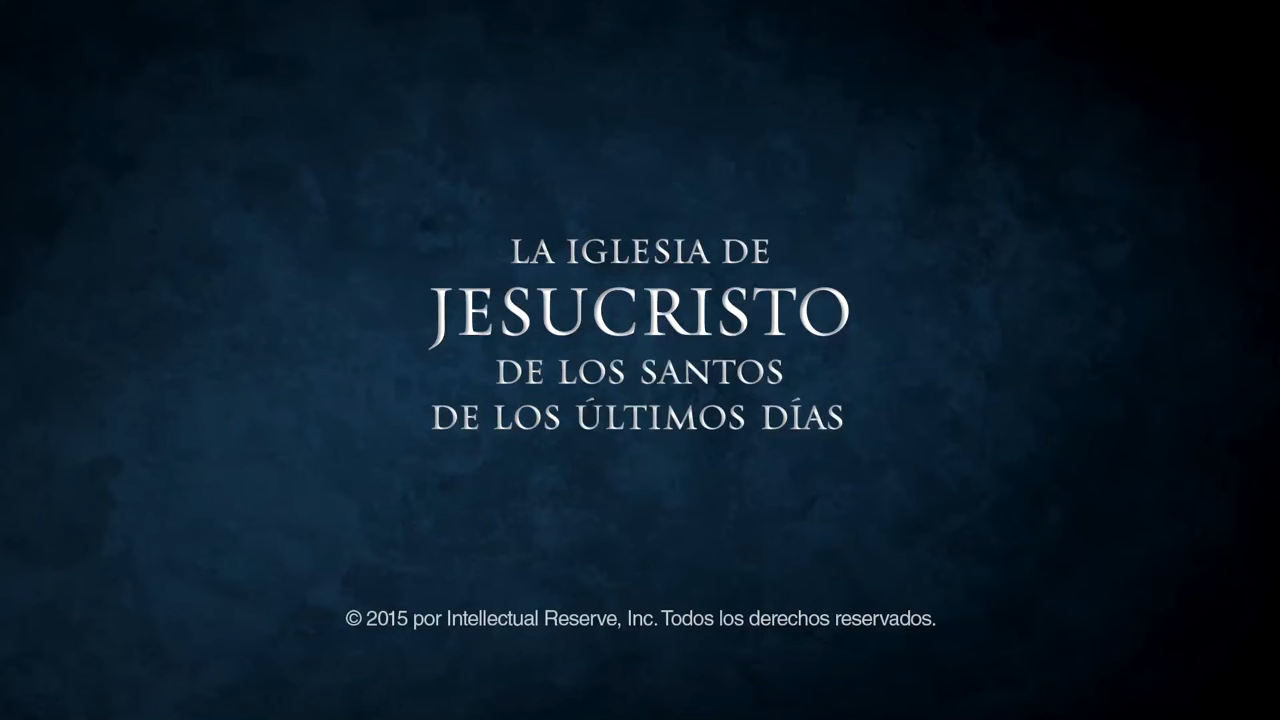 LA IGLESIA DE
JESUCRISTO
DE LOS SANTOS
DE LOS ÚLTIMOS DÍAS
© 2015 por Intellectual Reserve, Inc. Todos los derechos reservados.